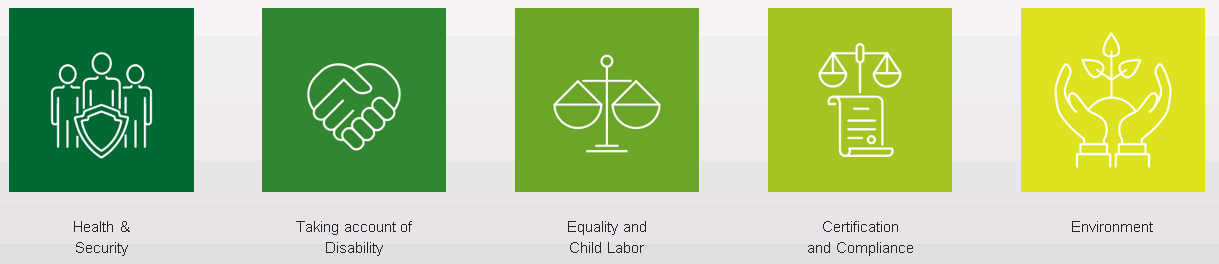 Health &
Security
Taking account of
Disability
Equality and
Child Labor
Certification
and Compliance
Environment